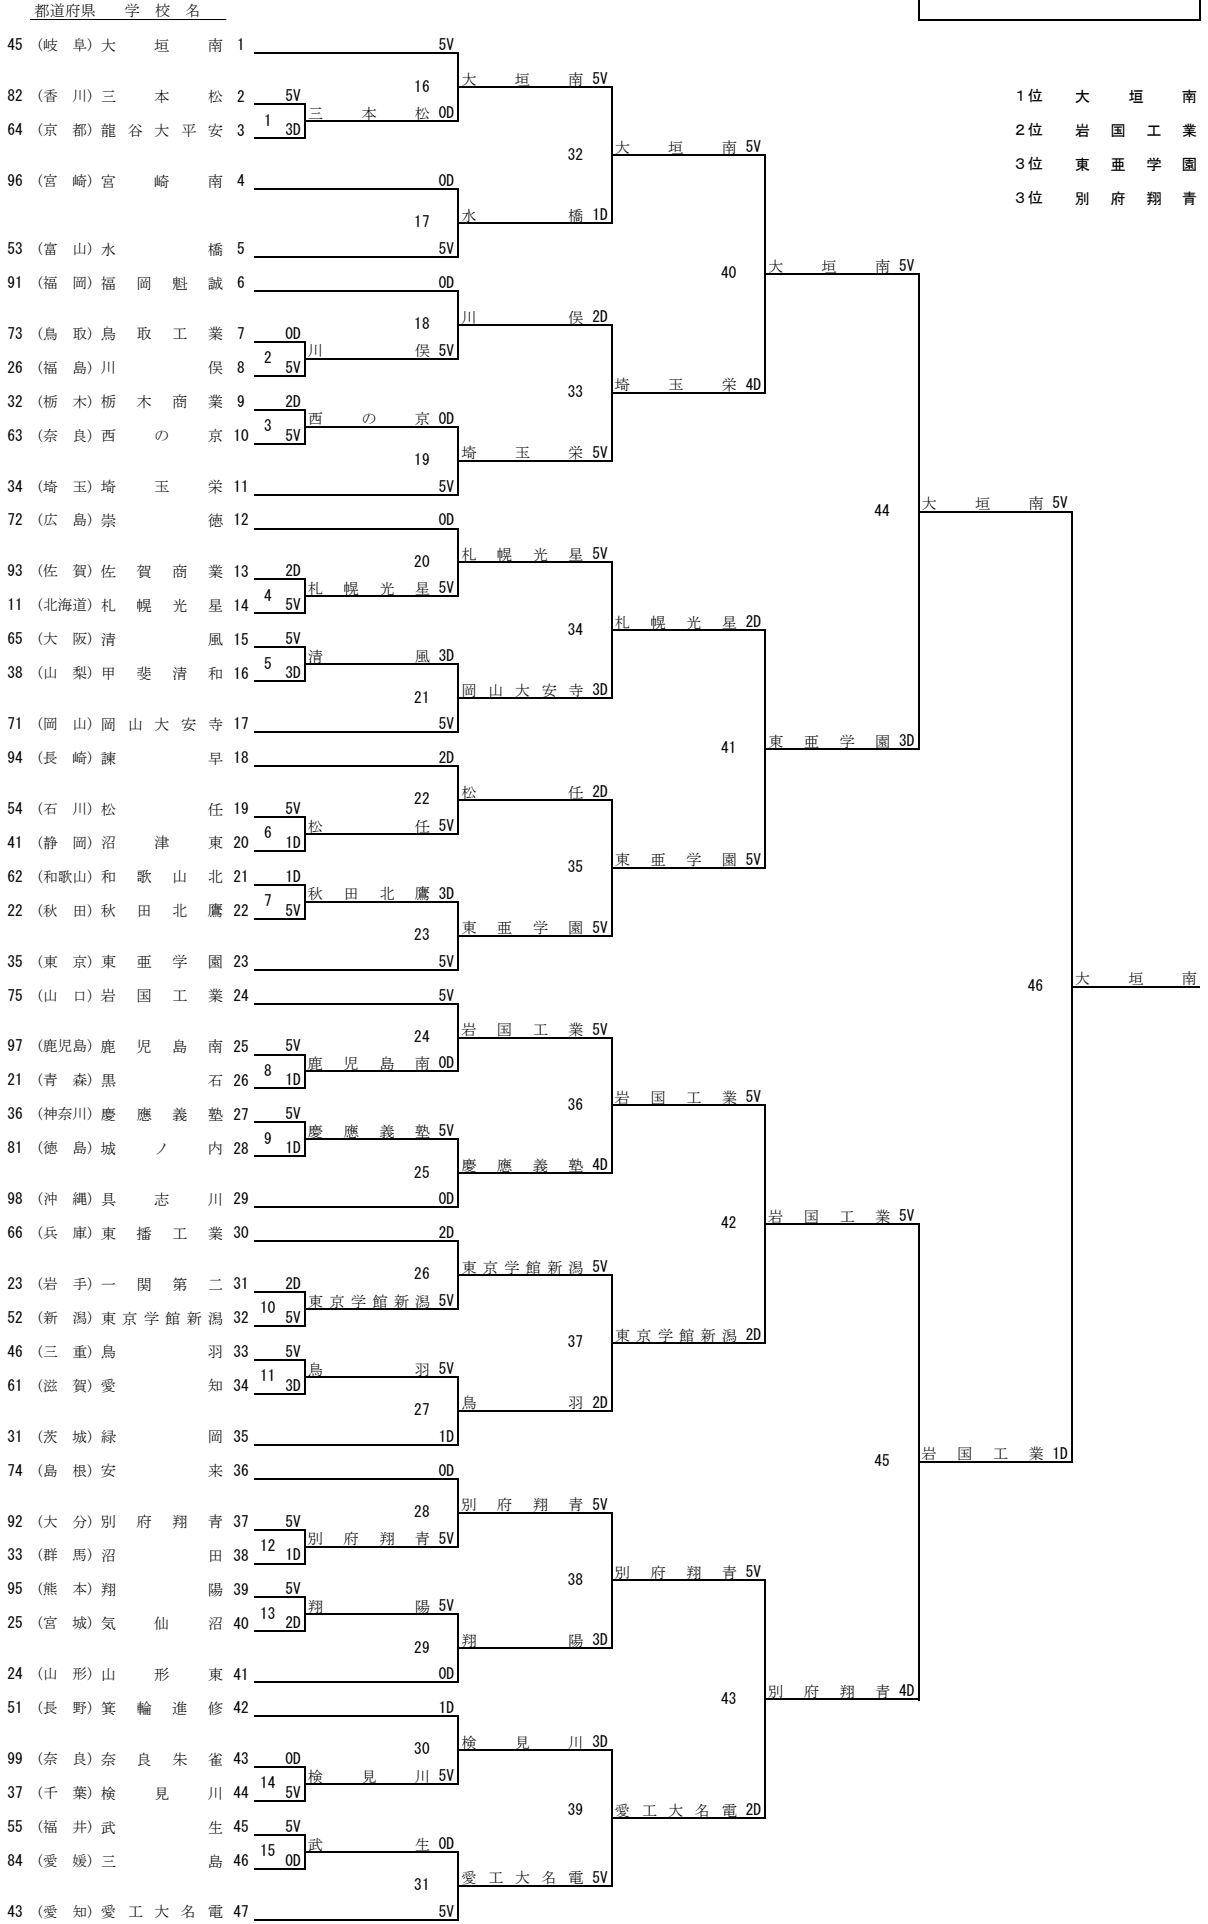 都道府県 学校名
45 (岐阜) 大垣南 1 5V
16 大垣南 5V
82 (香川) 三本松 2 5V
1 三本松 0D
64 (京都) 龍谷大平安 3 3D
32 大垣南 5V
96 (宮崎) 宮崎南 4 0D
17 水橋 1D
53 (富山) 水橋 5 5V
40 大垣南 5V
91 (福岡) 福岡魁誠 6 0D
18 川俣 2D
73 (鳥取) 鳥取工業 7 0D
2 川俣 5V
26 (福島) 川俣 8 5V
33 埼玉栄 4D
32 (栃木) 栃木商業 9 2D
3 西の京 0D
63 (奈良) 西の京 10 5V
19 埼玉栄 5V
34 (埼玉) 埼玉栄 11 5V
44 大垣南 5V
72 (広島) 崇徳 12 0D
20 札幌光星 5V
93 (佐賀) 佐賀商業 13 2D
4 札幌光星 5V
11 (北海道) 札幌光星 14 5V
34 札幌光星 2D
65 (大阪) 清風 15 5V
5 清風 3D
38 (山梨) 甲斐清和 16 3D
21 岡山大安寺 3D
71 (岡山) 岡山大安寺 17 5V
41 東亜学園 3D
94 (長崎) 諫早 18 2D
22 松任 2D
54 (石川) 松任 19 5V
6 松任 5V
41 (静岡) 沼津東 20 1D
35 東亜学園 5V
62 (和歌山) 和歌山北 21 1D
7 秋田北鷹 3D
22 (秋田) 秋田北鷹 22 5V
23 東亜学園 5V
35 (東京) 東亜学園 23 5V
46 大垣南
75 (山口) 岩国工業 24 5V
24 岩国工業 5V
97 (鹿児島) 鹿児島南 25 5V
8 鹿児島南 0D
21 (青森) 黒石 26 1D
36 岩国工業 5V
36 (神奈川) 慶應義塾 27 5V
9 慶應義塾 5V
81 (徳島) 城ノ内 28 1D
25 慶應義塾 4D
98 (沖縄) 具志川 29 0D
42 岩国工業 5V
66 (兵庫) 東播工業 30 2D
26 東京学館新潟 5V
23 (岩手) 一関第二 31 2D
10 東京学館新潟 5V
52 (新潟) 東京学館新潟 32 5V
37 東京学館新潟 2D
46 (三重) 鳥羽 33 5V
11 鳥羽 5V
61 (滋賀) 愛知 34 3D
27 鳥羽 2D
31 (茨城) 緑岡 35 1D
45 岩国工業 1D
74 (島根) 安来 36 0D
28 別府翔青 5V
92 (大分) 別府翔青 37 5V
12 別府翔青 5V
33 (群馬) 沼田 38 1D
38 別府翔青 5V
95 (熊本) 翔陽 39 5V
13 翔陽 5V
25 (宮城) 気仙沼 40 2D
29 翔陽 3D
24 (山形) 山形東 41 0D
43 別府翔青 4D
51 (長野) 箕輪進修 42 1D
30 検見川 3D
99 (奈良) 奈良朱雀 43 0D
14 検見川 5V
37 (千葉) 検見川 44 5V
39 愛工大名電 2D
55 (福井) 武生 45 5V
15 武生 0D
84 (愛媛) 三島 46 0D
31 愛工大名電 5V
43 (愛知) 愛工大名電 47 5V
1位 大垣南
2位 岩国工業
3位 東亜学園
3位 別府翔青